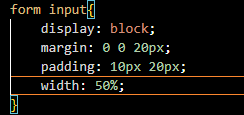 form input{
    display: block;
    margin: 0 0 20px;
    padding: 10px 20px;
    width: 50%;
}